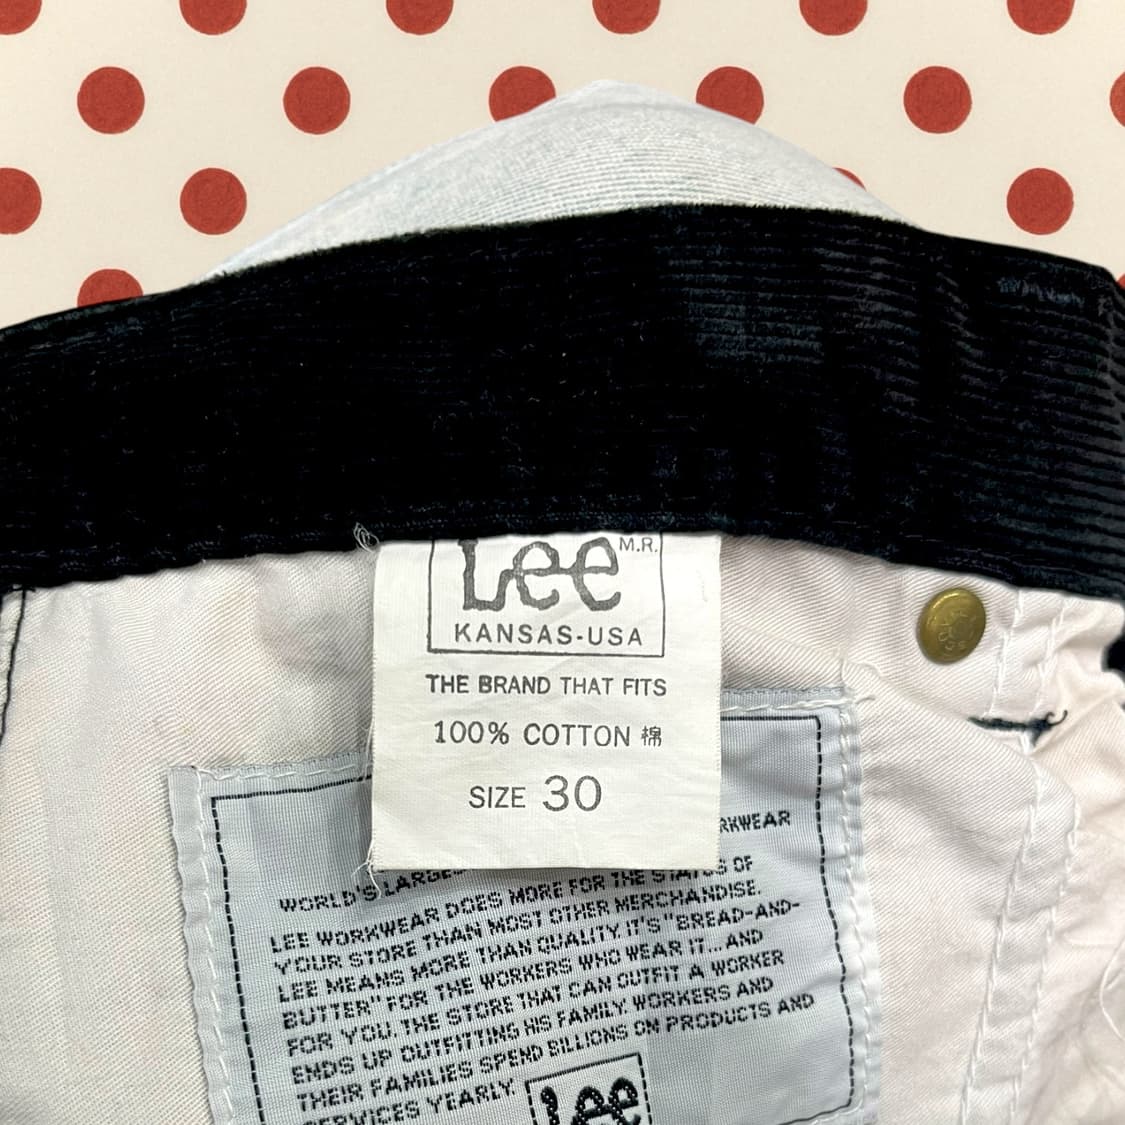 Lee M.R.
KANSAS-USA
THE BRAND THAT FITS
100% COTTON 棉
SIZE 30
RKWEAR
WORLD'S LARGES
LEE WORKWEAR DOES MORE FOR THE STATUS OF
YOUR STORE THAN MOST OTHER MERCHANDISE.
LEE MEANS MORE THAN QUALITY IT'S "BREAD-AND-
BUTTER" FOR THE WORKERS WHO WEAR IT...AND
FOR YOU. THE STORE THAT CAN OUTFIT A WORKER
ENDS UP OUTFITTING HIS FAMILY. WORKERS AND
THEIR FAMILIES SPEND BILLIONS ON PRODUCTS AND
SERVICES YEARLY.
Lee